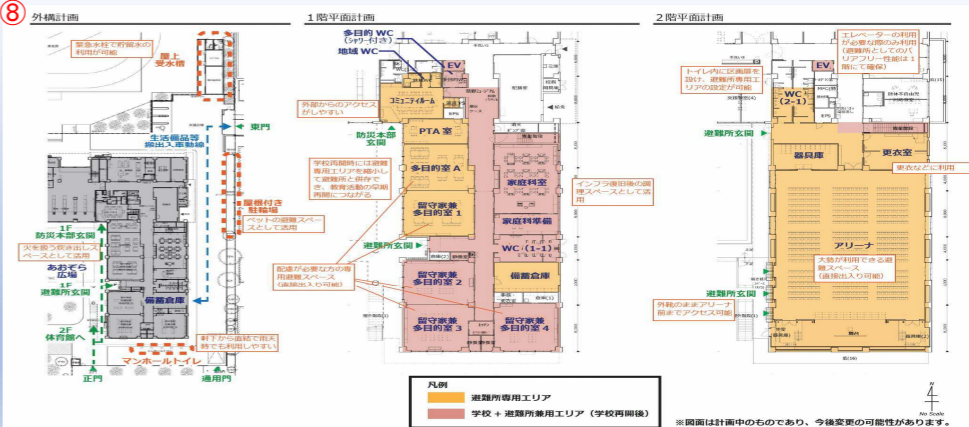 ⑧
外構計画
緊急水栓で貯留水の
利用が可能
屋上
受水槽
東門
生活備品等
搬出入車動線
屋根付き
駐輪場
ペットの避難スペー
スとして活用
1F
防災本部玄関
火を扱う炊き出しス
ペースとして活用
あおぞら
広場
1F
避難所玄関
備蓄倉庫
2F
体育館へ
軒下から直結で雨天
時でも利用しやすい
マンホールトイレ
正門
通用門
1階平面計画
多目的 WC
(シャワー付き)
地域 WC
EV
コミュニティルーム
外部からのアクセス
がしやすい
防災本部
玄関
PTA 室
学校再開時には避難
専用エリアを縮小し
て避難所と併存で
き、教育活動の早期
再開につながる
多目的室 A
家庭科室
インフラ復旧後の調
理スペースとして活
用
留守家兼
多目的室 1
家庭科準備
避難所玄関
WC (1-1)
配慮が必要な方の専
用避難スペース
(直接出入り可能)
留守家兼
多目的室 2
備蓄倉庫
留守家兼
多目的室 3
留守家兼
多目的室 4
凡例
避難所専用エリア
学校 + 避難所兼用エリア（学校再開後）
2階平面計画
エレベーターの利用
が必要な際のみ利用
(避難所としてのバ
リアフリー性能は 1
階にて確保)
トイレ内に区画扉を
設け、避難所専用エ
リアの設定が可能
WC
(2-1)
避難所玄関
器具庫
更衣室
更衣などに利用
アリーナ
大勢が利用できる避
難スペース
(直接出入り可能)
避難所玄関
外靴のままアリーナ
前までアクセス可能
舞台
No Scale
※図面は計画中のものであり、今後変更の可能性があります。